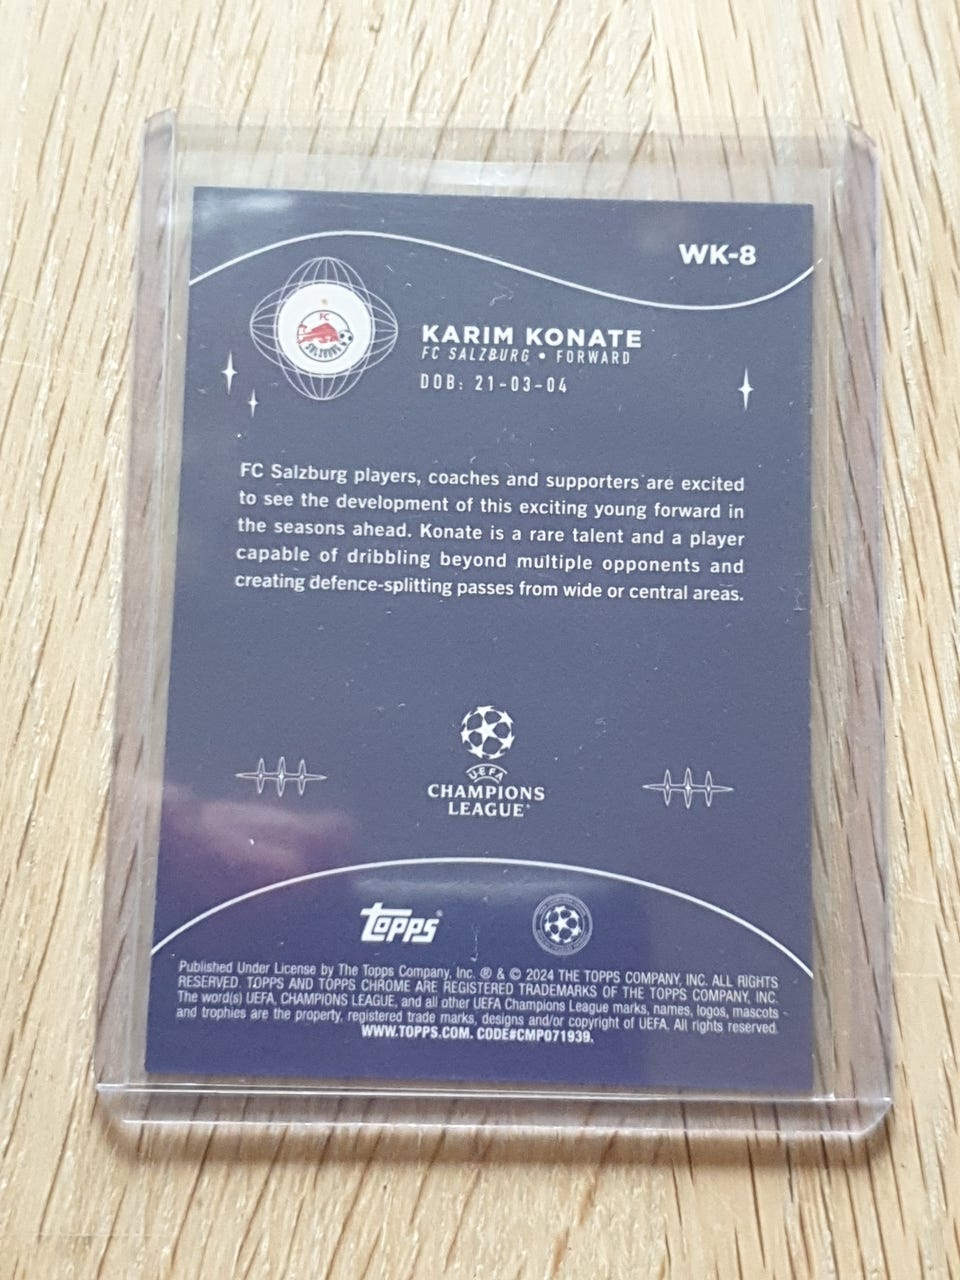 WK-8
FC
SALZBURG
KARIM KONATE
FC SALZBURG • FORWARD
DOB: 21-03-04
FC Salzburg players, coaches and supporters are excited
to see the development of this exciting young forward in
the seasons ahead. Konate is a rare talent and a player
capable of dribbling beyond multiple opponents and
creating defence-splitting passes from wide or central areas.
UEFA
CHAMPIONS
LEAGUE®
Topps®
Published Under License by The Topps Company, Inc. ® & © 2024 THE TOPPS COMPANY, INC. ALL RIGHTS
RESERVED. TOPPS AND TOPPS CHROME ARE REGISTERED TRADEMARKS OF THE TOPPS COMPANY, INC.
The word(s) UEFA, CHAMPIONS LEAGUE, and all other UEFA Champions League marks, names, logos, mascots
and trophies are the property, registered trade marks, designs and/or copyright of UEFA. All rights reserved.
WWW.TOPPS.COM. CODE#CMP071939.